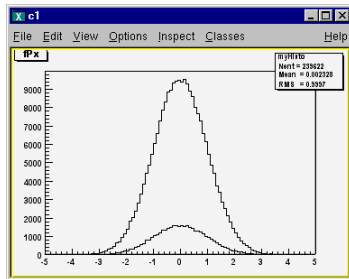 c1
File Edit View Options Inspect Classes Help
fPx
myHisto
Nent = 239622
Mean = 0.002328
RMS = 0.9997
9000
8000
7000
6000
5000
4000
3000
2000
1000
0
-5 -4 -3 -2 -1 0 1 2 3 4 5